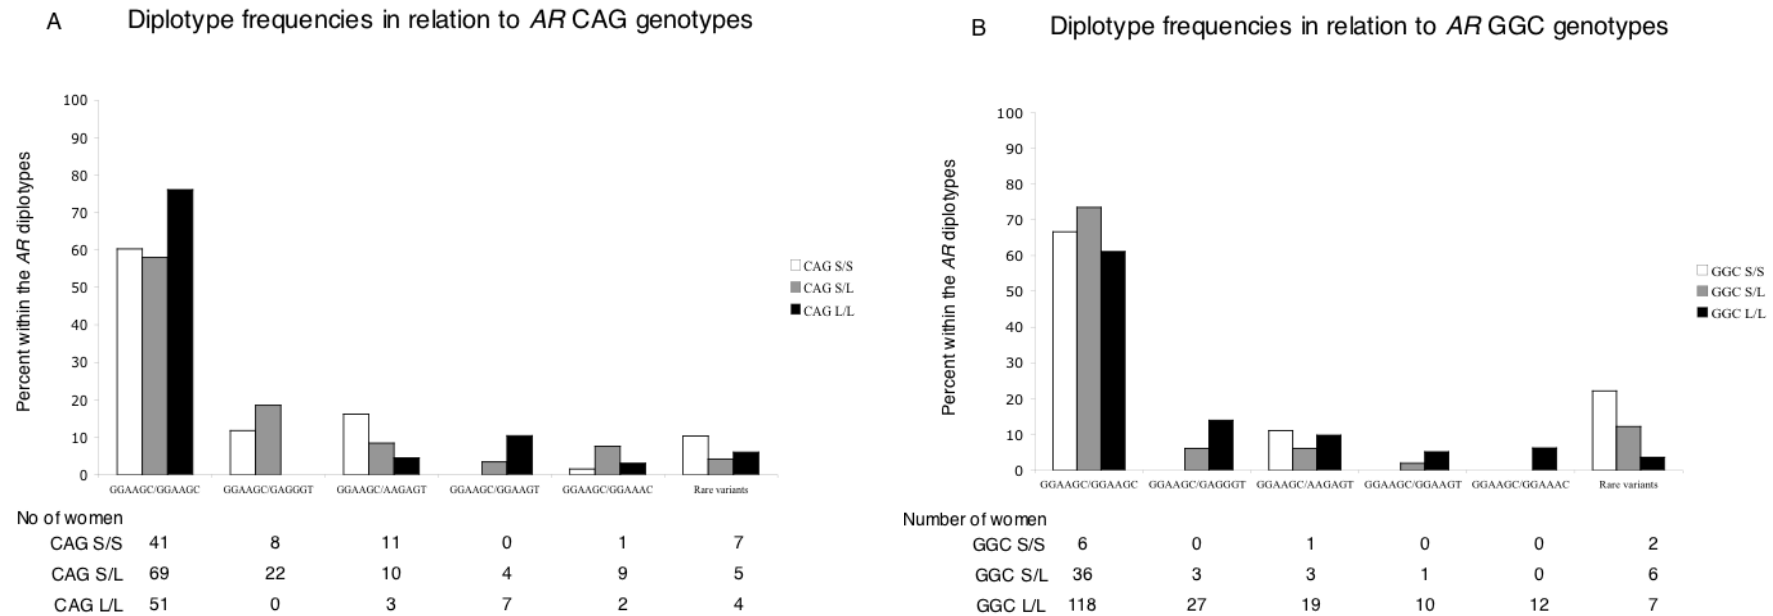 A Diplotype frequencies in relation to AR CAG genotypes
Percent within the AR diplotypes
100
90
80
70
60
50
40
30
20
10
0
CAG S/S
CAG S/L
CAG L/L
GGAAGC/GGAAGC GGAAGC/GAGGGT GGAAGC/AAGAGT GGAAGC/GGAAGT GGAAGC/GGAAAC Rare variants
No of women
CAG S/S 41 8 11 0 1 7
CAG S/L 69 22 10 4 9 5
CAG L/L 51 0 3 7 2 4
B Diplotype frequencies in relation to AR GGC genotypes
Percent within the AR diplotypes
100
90
80
70
60
50
40
30
20
10
0
GGC S/S
GGC S/L
GGC L/L
GGAAGC/GGAAGC GGAAGC/GAGGGT GGAAGC/AAGAGT GGAAGC/GGAAGT GGAAGC/GGAAAC Rare variants
Number of women
GGC S/S 6 0 1 0 0 2
GGC S/L 36 3 3 1 0 6
GGC L/L 118 27 19 10 12 7